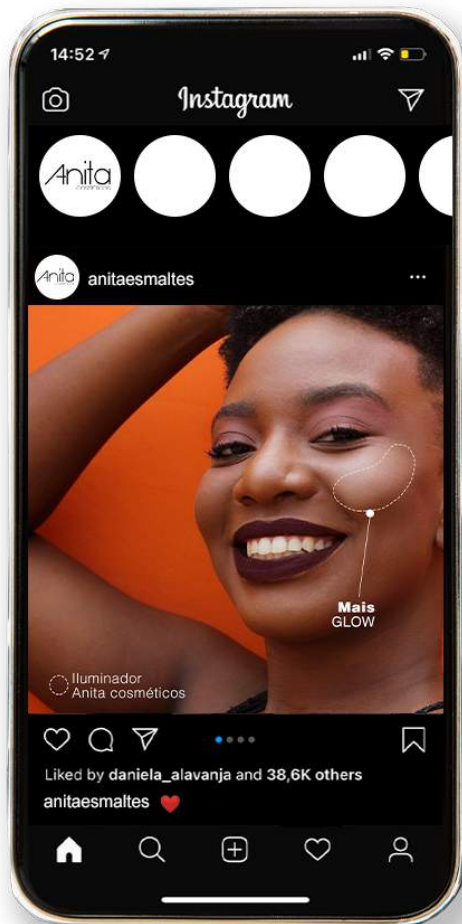 14:52
Instagram
Anita
COSMÉTICOS
Anita
anitaesmaltes
Mais
GLOW
Iluminador
Anita cosméticos
Liked by daniela_alavanja and 38,6K others
anitaesmaltes